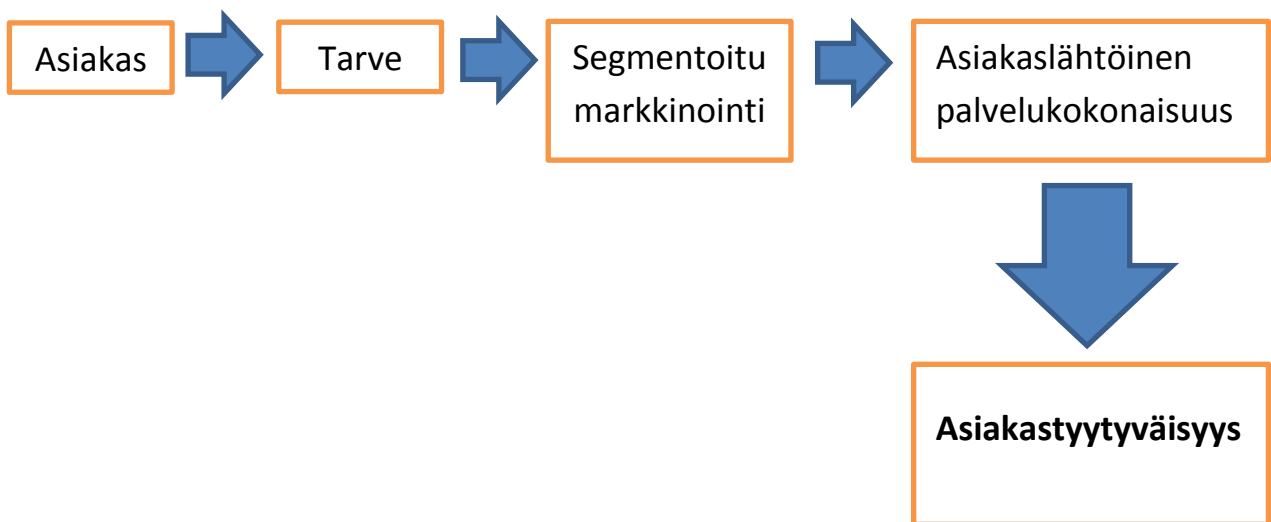 Asiakas
Tarve
Segmentoitu
markkinointi
Asiakaslähtöinen
palvelukokonaisuus
Asiakastyytyväisyys